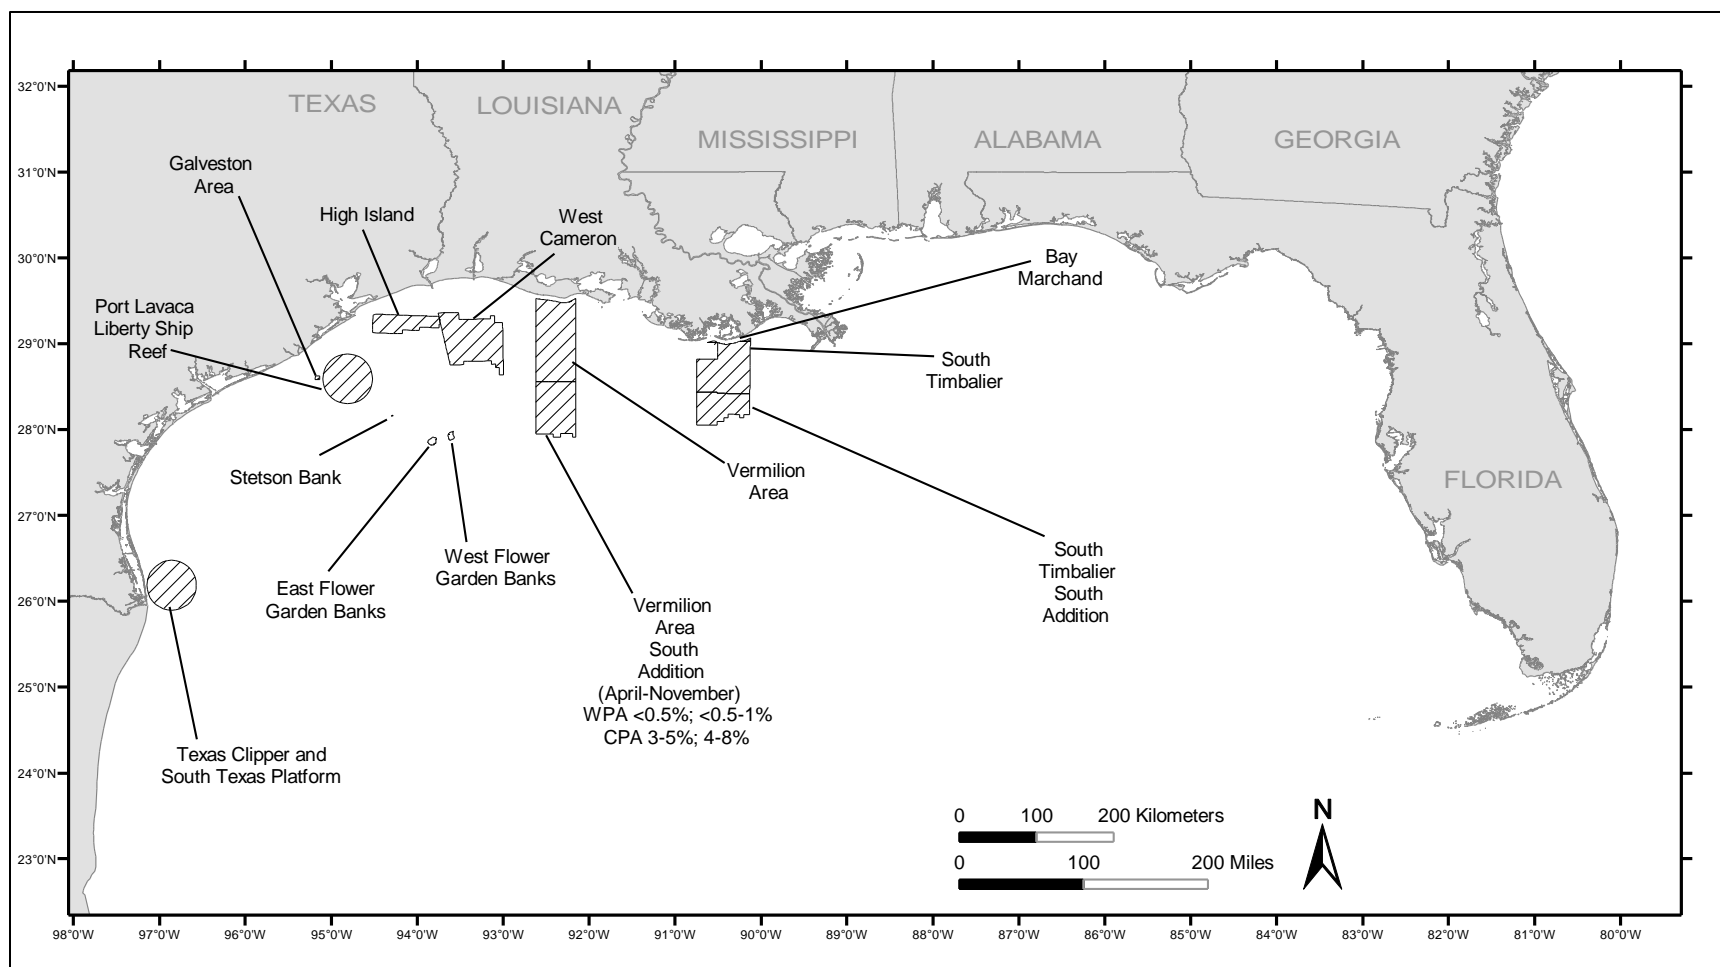 TEXAS
LOUISIANA
MISSISSIPPI
ALABAMA
GEORGIA
FLORIDA
Galveston
Area
High Island
West
Cameron
Bay
Marchand
Port Lavaca
Liberty Ship
Reef
South
Timbalier
Stetson Bank
Vermilion
Area
West Flower
Garden Banks
East Flower
Garden Banks
South
Timbalier
South
Addition
Vermilion
Area
South
Addition
(April-November)
WPA <0.5%; <0.5-1%
CPA 3-5%; 4-8%
Texas Clipper and
South Texas Platform
0 100 200 Kilometers
0 100 200 Miles
N
32°0'N
31°0'N
30°0'N
29°0'N
28°0'N
27°0'N
26°0'N
25°0'N
24°0'N
23°0'N
98°0'W 97°0'W 96°0'W 95°0'W 94°0'W 93°0'W 92°0'W 91°0'W 90°0'W 89°0'W 88°0'W 87°0'W 86°0'W 85°0'W 84°0'W 83°0'W 82°0'W 81°0'W 80°0'W